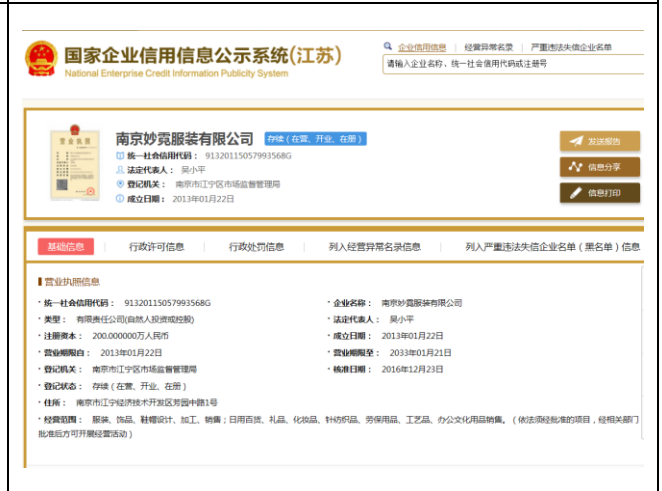 企业信用信息 | 经营异常名录 | 严重违法失信企业名单
国家企业信用信息公示系统(江苏)
National Enterprise Credit Information Publicity System
请输入企业名称、统一社会信用代码或注册号
营业执照
南京妙霓服装有限公司 存续（在营、开业、在册）
统一社会信用代码： 91320115057993568G
法定代表人： 吴小平
登记机关： 南京市江宁区市场监督管理局
成立日期： 2013年01月22日
发送报告
信息分享
信息打印
基础信息 | 行政许可信息 | 行政处罚信息 | 列入经营异常名录信息 | 列入严重违法失信企业名单（黑名单）信息
营业执照信息
· 统一社会信用代码： 91320115057993568G · 企业名称： 南京妙霓服装有限公司
· 类型： 有限责任公司(自然人投资或控股) · 法定代表人： 吴小平
· 注册资本： 200.000000万人民币 · 成立日期： 2013年01月22日
· 营业期限自： 2013年01月22日 · 营业期限至： 2033年01月21日
· 登记机关： 南京市江宁区市场监督管理局 · 核准日期： 2016年12月23日
· 登记状态： 存续（在营、开业、在册）
· 住所： 南京市江宁经济技术开发区芳园中路1号
· 经营范围： 服装、饰品、鞋帽设计、加工、销售；日用百货、礼品、化妆品、针纺织品、劳保用品、工艺品、办公文化用品销售。（依法须经批准的项目，经相关部门
批准后方可开展经营活动）